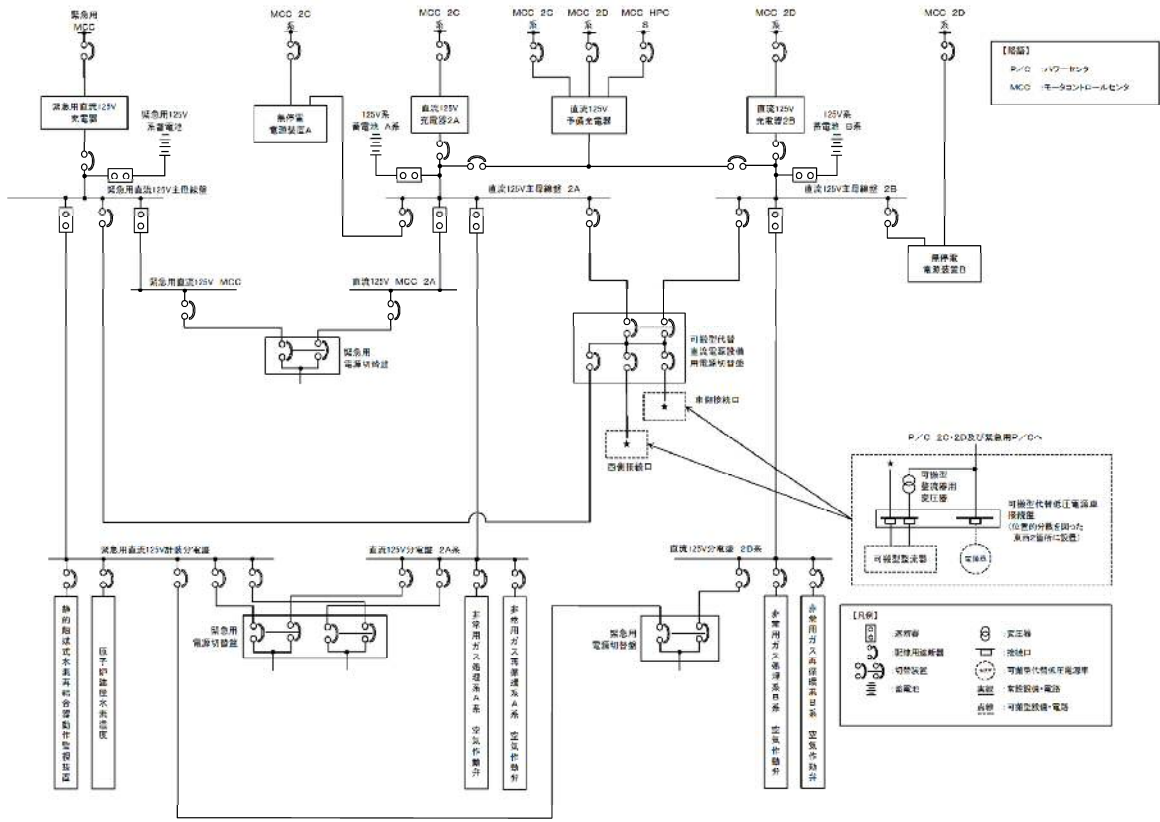 緊急用
MCC
MCC 2C
系
MCC 2C
系
MCC 2C
系
MCC 2D
系
MCC HPC
S
MCC 2D
系
MCC 2D
系
【略語】
P/C :パワーセンタ
MCC :モータコントロールセンタ
緊急用直流125V
充電器
緊急用125V
系蓄電池
無停電
電源装置A
125V系
蓄電池 A系
直流125V
充電器2A
直流125V
予備充電器
直流125V
充電器2B
125V系
蓄電池 B系
緊急用直流125V主母線盤
直流125V主母線盤 2A
直流125V主母線盤 2B
無停電
電源装置B
緊急用直流125V MCC
直流125V MCC 2A
緊急用
電源切替盤
可搬型代替
直流電源設備
用電源切替盤
東側接続口
西側接続口
P/C 2C・2D及び緊急用P/Cへ
可搬型
整流器用
変圧器
可搬型代替低圧電源車
接続盤
(位置的分散を図った
東西2箇所に設置)
可搬型整流器
電源車
緊急用直流125V計装分電盤
直流125V分電盤 2A系
直流125V分電盤 2D系
緊急用
電源切替盤
緊急用
電源切替盤
静的触媒式水素再結合器動作監視装置
原子炉建屋水素濃度
非常用ガス処理系A系 空気作動弁
非常用ガス再循環系A系 空気作動弁
非常用ガス処理系B系 空気作動弁
非常用ガス再循環系B系 空気作動弁
【凡例】
:遮断器
:配線用遮断器
:切替装置
:蓄電池
:変圧器
:接続口
:可搬型代替低圧電源車
実線 :常設設備・電路
点線 :可搬型設備・電路